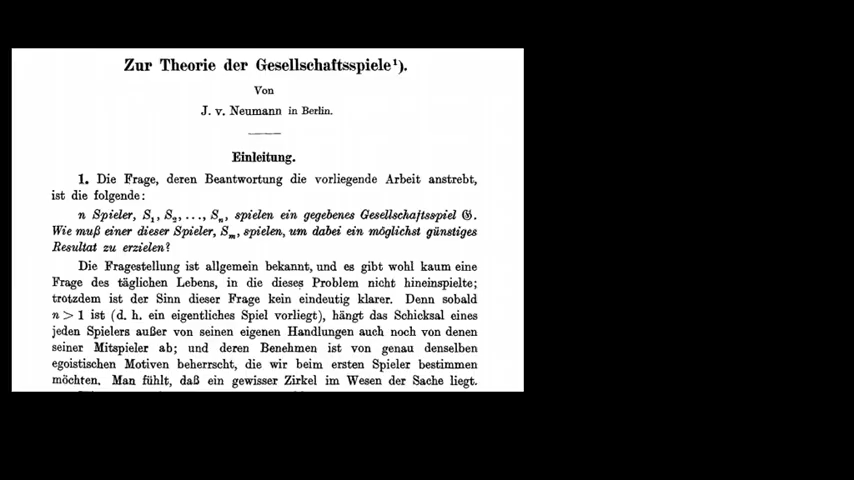 Zur Theorie der Gesellschaftsspiele¹).
Von
J. v. Neumann in Berlin.
Einleitung.
1. Die Frage, deren Beantwortung die vorliegende Arbeit anstrebt,
ist die folgende:
n Spieler, S₁, S₂, ..., Sₙ, spielen ein gegebenes Gesellschaftsspiel 𝔊.
Wie muß einer dieser Spieler, Sₘ, spielen, um dabei ein möglichst günstiges
Resultat zu erzielen?
Die Fragestellung ist allgemein bekannt, und es gibt wohl kaum eine
Frage des täglichen Lebens, in die dieses Problem nicht hineinspielte;
trotzdem ist der Sinn dieser Frage kein eindeutig klarer. Denn sobald
n > 1 ist (d. h. ein eigentliches Spiel vorliegt), hängt das Schicksal eines
jeden Spielers außer von seinen eigenen Handlungen auch noch von denen
seiner Mitspieler ab; und deren Benehmen ist von genau denselben
egoistischen Motiven beherrscht, die wir beim ersten Spieler bestimmen
möchten. Man fühlt, daß ein gewisser Zirkel im Wesen der Sache liegt.